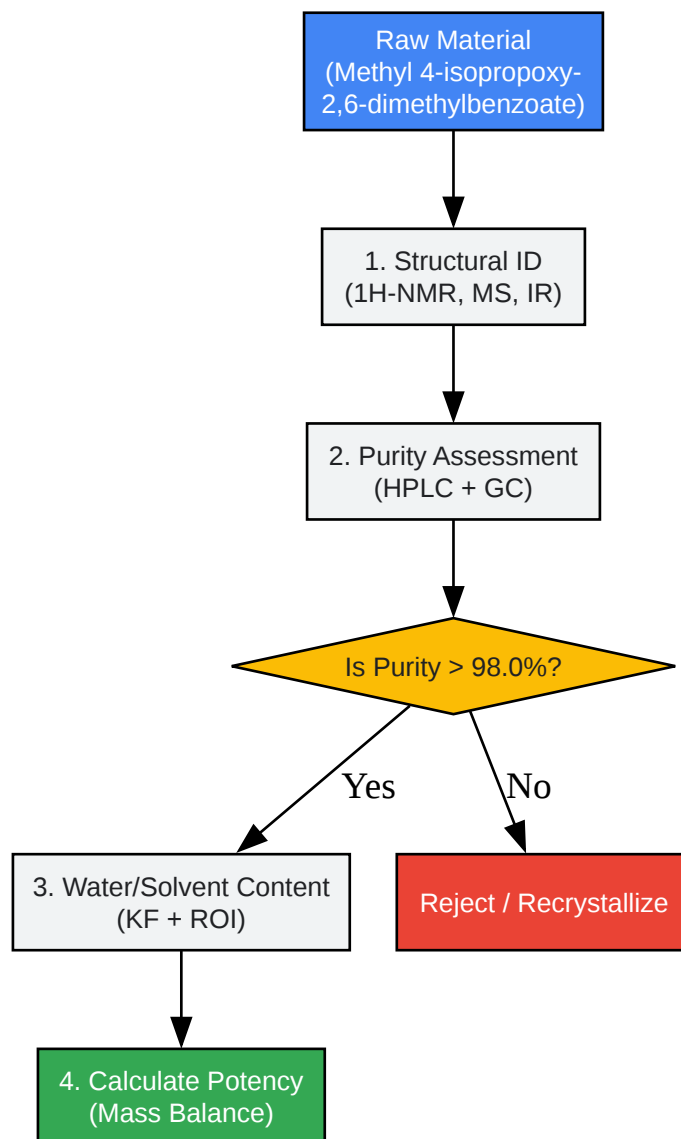 Raw Material
(Methyl 4-isopropoxy-
2,6-dimethylbenzoate)
1. Structural ID
(1H-NMR, MS, IR)
2. Purity Assessment
(HPLC + GC)
Is Purity > 98.0%?
Yes
No
3. Water/Solvent Content
(KF + ROI)
Reject / Recrystallize
4. Calculate Potency
(Mass Balance)